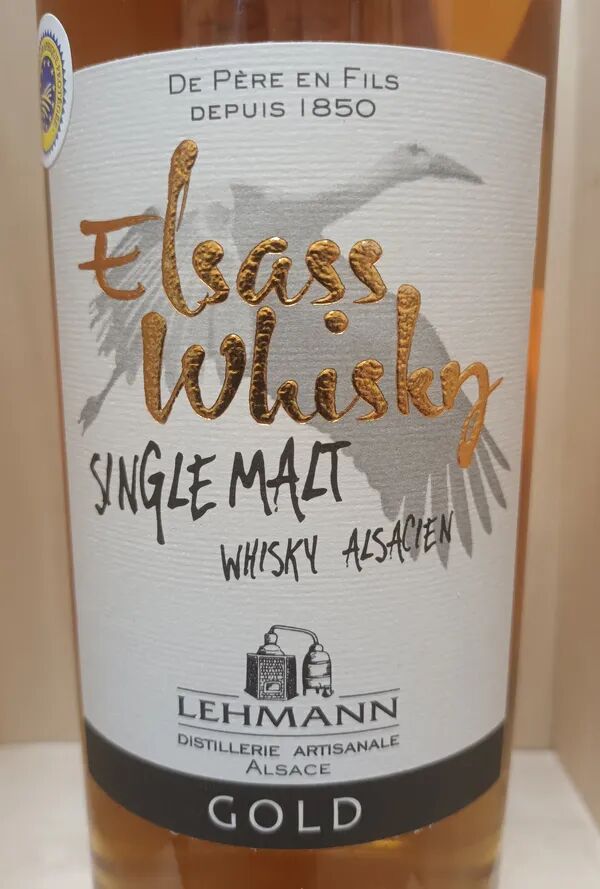 DE PÈRE EN FILS
DEPUIS 1850
Elsass
Whisky
SINGLE MALT
WHISKY ALSACIEN
LEHMANN
DISTILLERIE ARTISANALE
ALSACE
GOLD